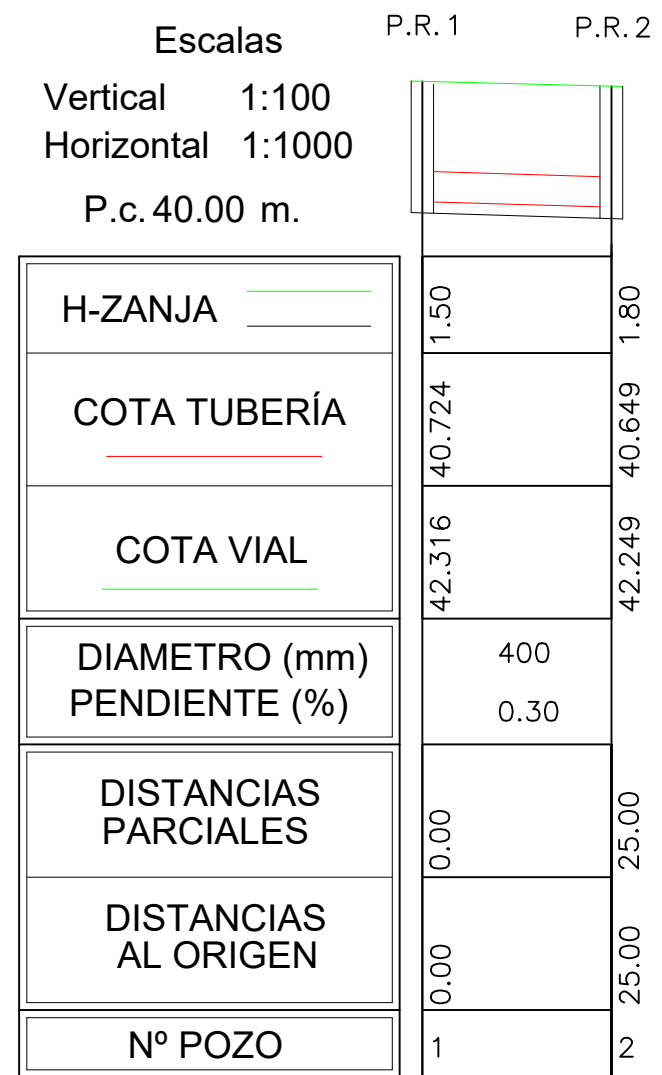 Escalas
P.R. 1
P.R. 2
Vertical 1:100
Horizontal 1:1000
P.c. 40.00 m.
H-ZANJA 1.50 1.80
COTA TUBERÍA 40.724 40.649
COTA VIAL 42.316 42.249
DIAMETRO (mm) 400
PENDIENTE (%) 0.30
DISTANCIAS
PARCIALES 0.00 25.00
DISTANCIAS
AL ORIGEN 0.00 25.00
Nº POZO 1 2